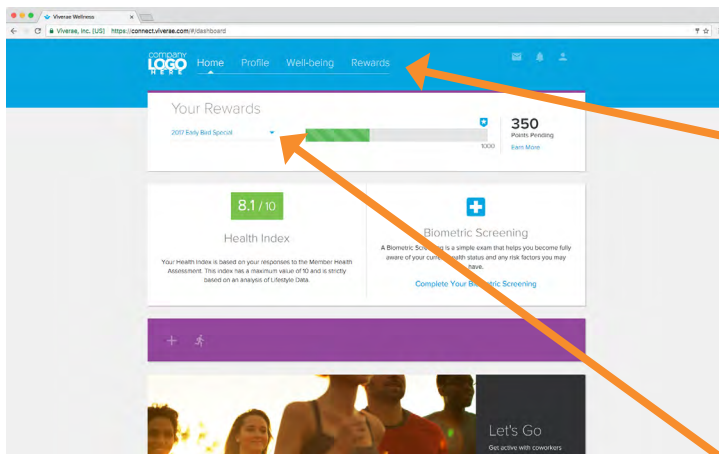 Viverae Wellness
Viverae, Inc. [US] https://connect.viverae.com/#/dashboard
company
LOGO
HERE
Home Profile Well-being Rewards
Your Rewards
2017 Early Bird Special
1000
350
Points Pending
Earn More
8.1 / 10
Health Index
Your Health Index is based on your responses to the Member Health
Assessment. This index has a maximum value of 10 and is strictly
based on an analysis of Lifestyle Data.
Biometric Screening
A Biometric Screening is a simple exam that helps you become fully
aware of your current health status and any risk factors you may
have.
Complete Your Biometric Screening
Let's Go
Get active with coworkers